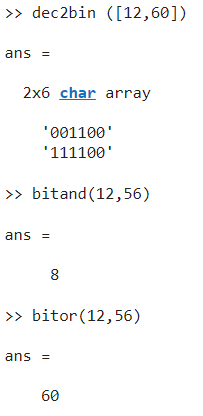 >> dec2bin ([12,60])
ans =
2x6 char array
'001100'
'111100'
>> bitand(12,56)
ans =
8
>> bitor(12,56)
ans =
60